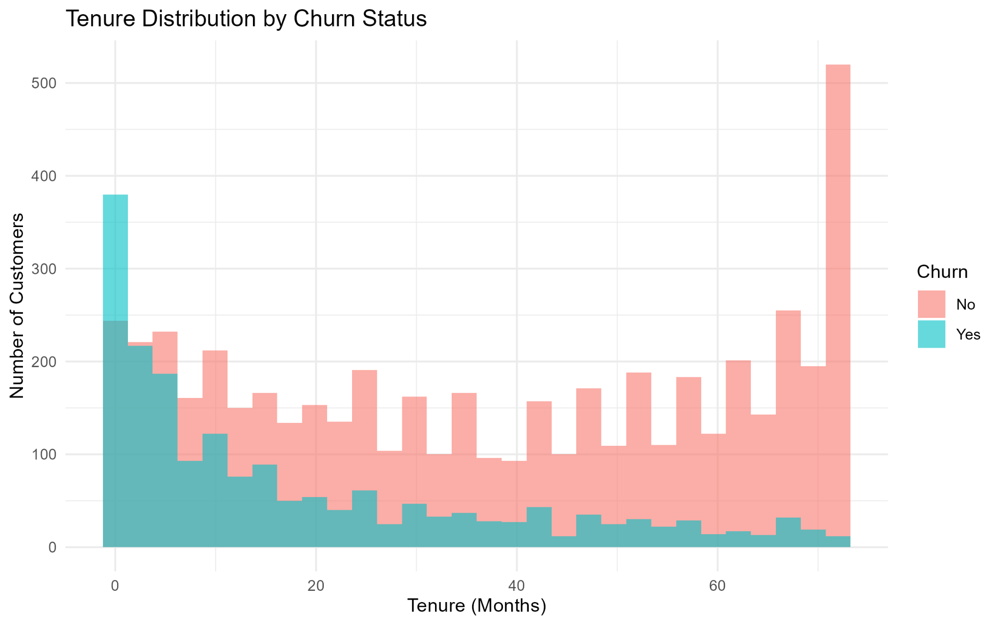 Tenure Distribution by Churn Status
Number of Customers
500
400
300
200
100
0
0 20 40 60
Tenure (Months)
Churn
No
Yes